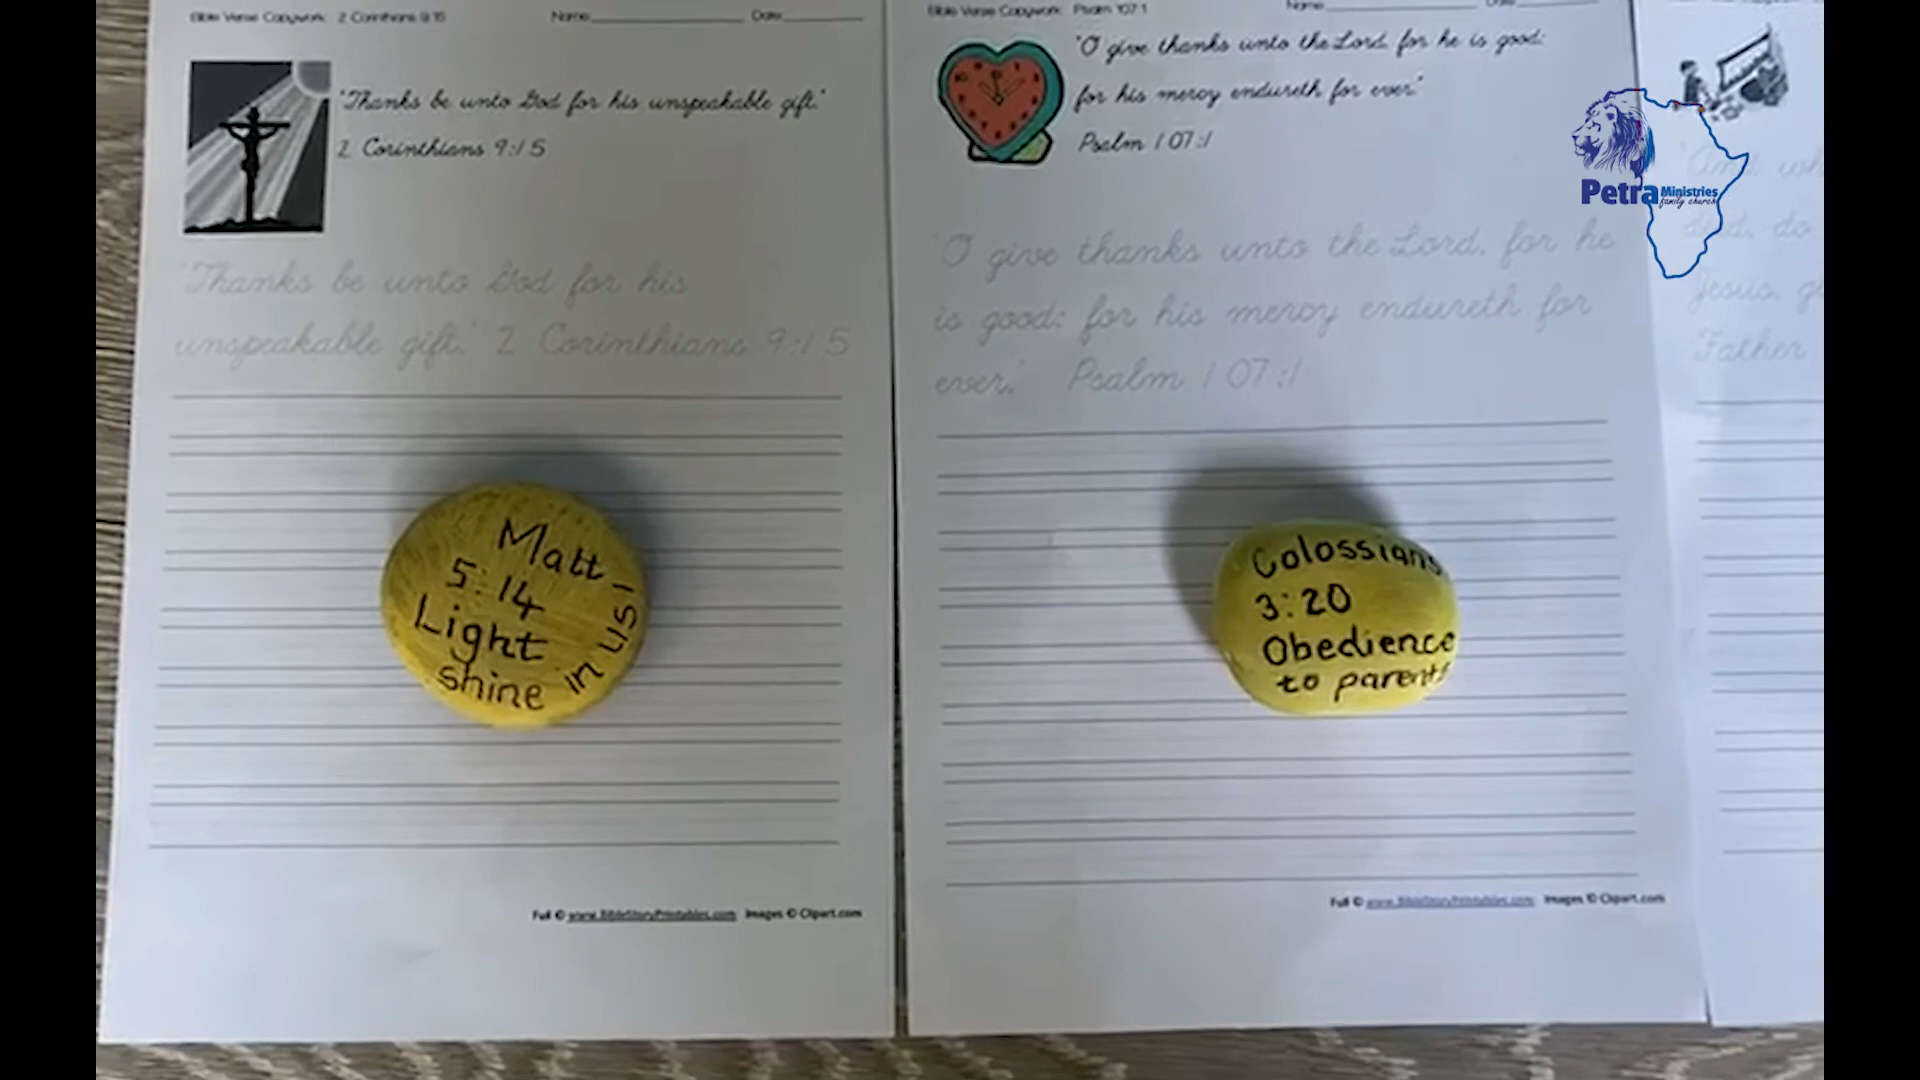 Bible Verse Copywork: 2 Corinthians 9:15 Name Date
"Thanks be unto God for his unspeakable gift."
2 Corinthians 9:15
"Thanks be unto God for his
unspeakable gift." 2 Corinthians 9:15
Matt
5:14
Light
shine in us!
Full © www.BibleStoryPrintables.com Images © Clipart.com
Bible Verse Copywork: Psalm 107:1 Name Date
"O give thanks unto the Lord, for he is good:
for his mercy endureth for ever."
Psalm 107:1
"O give thanks unto the Lord, for he
is good: for his mercy endureth for
ever." Psalm 107:1
Colossians
3:20
Obedience
to parents
Full © www.BibleStoryPrintables.com Images © Clipart.com
"And
do
Jesus,
Father
Petra Ministries
family church